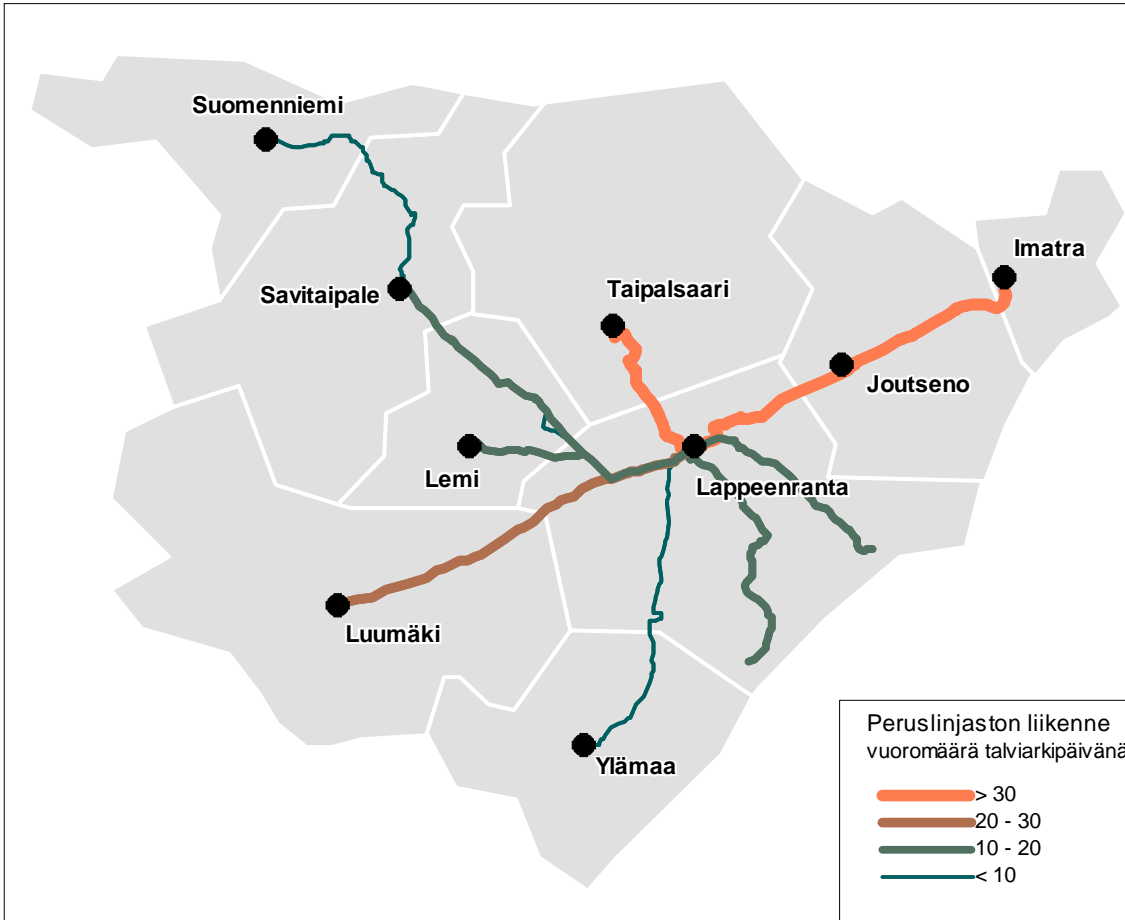 Suomenniemi
Imatra
Savitaipale
Taipalsaari
Joutseno
Lemi
Lappeenranta
Luumäki
Ylämaa
Peruslinjaston liikenne
vuoromäärä talviarkipäivänä
> 30
20 - 30
10 - 20
< 10